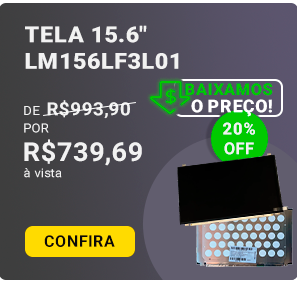 TELA 15.6"
LM156LF3L01
$
BAIXAMOS
O PREÇO!
DE R$993,90
POR
R$739,69
à vista
20%
OFF
CONFIRA